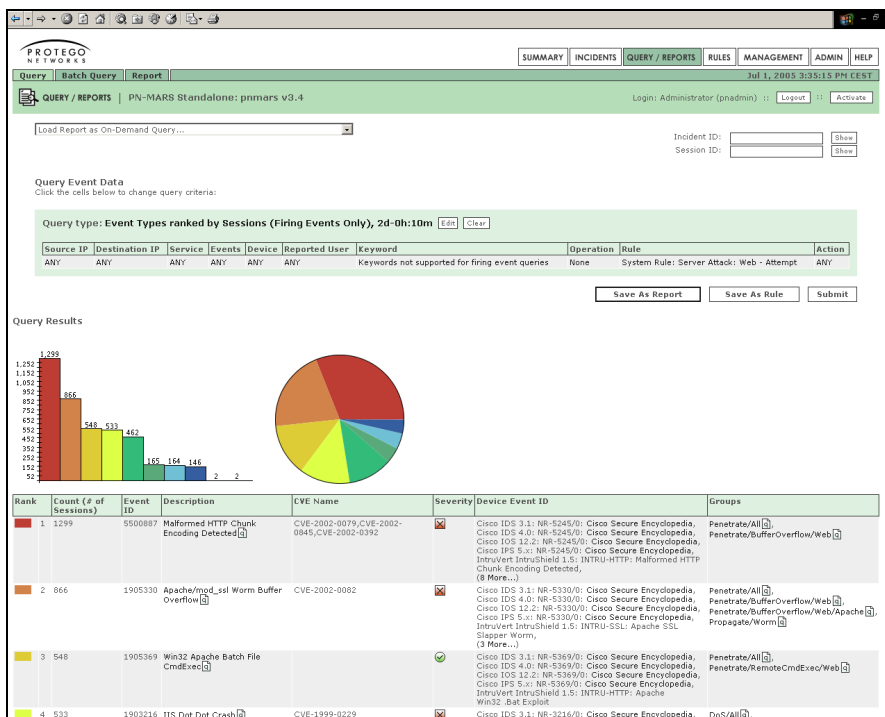 PROTEGO
NETWORKS
SUMMARY INCIDENTS QUERY / REPORTS RULES MANAGEMENT ADMIN HELP
Query Batch Query Report Jul 1, 2005 3:35:15 PM CEST
QUERY / REPORTS | PN-MARS Standalone: pnmars v3.4 Login: Administrator (pnadmin) :: Logout :: Activate
Load Report as On-Demand Query...
Incident ID: Show
Session ID: Show
Query Event Data
Click the cells below to change query criteria:
Query type: Event Types ranked by Sessions (Firing Events Only), 2d-0h:10m Edit Clear
Source IP Destination IP Service Events Device Reported User Keyword Operation Rule Action
ANY ANY ANY ANY ANY ANY Keywords not supported for firing event queries None System Rule: Server Attack: Web - Attempt ANY
Save As Report Save As Rule Submit
Query Results
1,299
1,252
1,152
1,052
952
852
752
652
552
452
352
252
152
52
866
548
533
462
165
164
146
2
2
Rank Count (# of Sessions) Event ID Description CVE Name Severity Device Event ID Groups
1 1299 5500887 Malformed HTTP Chunk Encoding Detected q CVE-2002-0079,CVE-2002-0845,CVE-2002-0392
Cisco IDS 3.1: NR-5245/0: Cisco Secure Encyclopedia,
Cisco IDS 4.0: NR-5245/0: Cisco Secure Encyclopedia,
Cisco IOS 12.2: NR-5245/0: Cisco Secure Encyclopedia,
Cisco IPS 5.x: NR-5245/0: Cisco Secure Encyclopedia,
IntruVert IntruShield 1.5: INTRU-HTTP: Malformed HTTP
Chunk Encoding Detected,
(8 More...)
Penetrate/All q,
Penetrate/BufferOverflow/Web q
2 866 1905330 Apache/mod_ssl Worm Buffer Overflow q CVE-2002-0082
Cisco IDS 3.1: NR-5330/0: Cisco Secure Encyclopedia,
Cisco IDS 4.0: NR-5330/0: Cisco Secure Encyclopedia,
Cisco IOS 12.2: NR-5330/0: Cisco Secure Encyclopedia,
Cisco IPS 5.x: NR-5330/0: Cisco Secure Encyclopedia,
IntruVert IntruShield 1.5: INTRU-SSL: Apache SSL
Slapper Worm,
(3 More...)
Penetrate/All q,
Penetrate/BufferOverflow/Web q,
Penetrate/BufferOverflow/Web/Apache q,
Propagate/Worm q
3 548 1905369 Win32 Apache Batch File CmdExec q
Cisco IDS 3.1: NR-5369/0: Cisco Secure Encyclopedia,
Cisco IDS 4.0: NR-5369/0: Cisco Secure Encyclopedia,
Cisco IOS 12.2: NR-5369/0: Cisco Secure Encyclopedia,
Cisco IPS 5.x: NR-5369/0: Cisco Secure Encyclopedia,
IntruVert IntruShield 1.5: INTRU-HTTP: Apache
Win32 .Bat Exploit
Penetrate/All q,
Penetrate/RemoteCmdExec/Web q
4 533 1903216 IIS Dot Dot Crash q CVE-1999-0229 Cisco IDS 3.1: NR-3216/0: Cisco Secure Encyclopedia, DoS/All q,